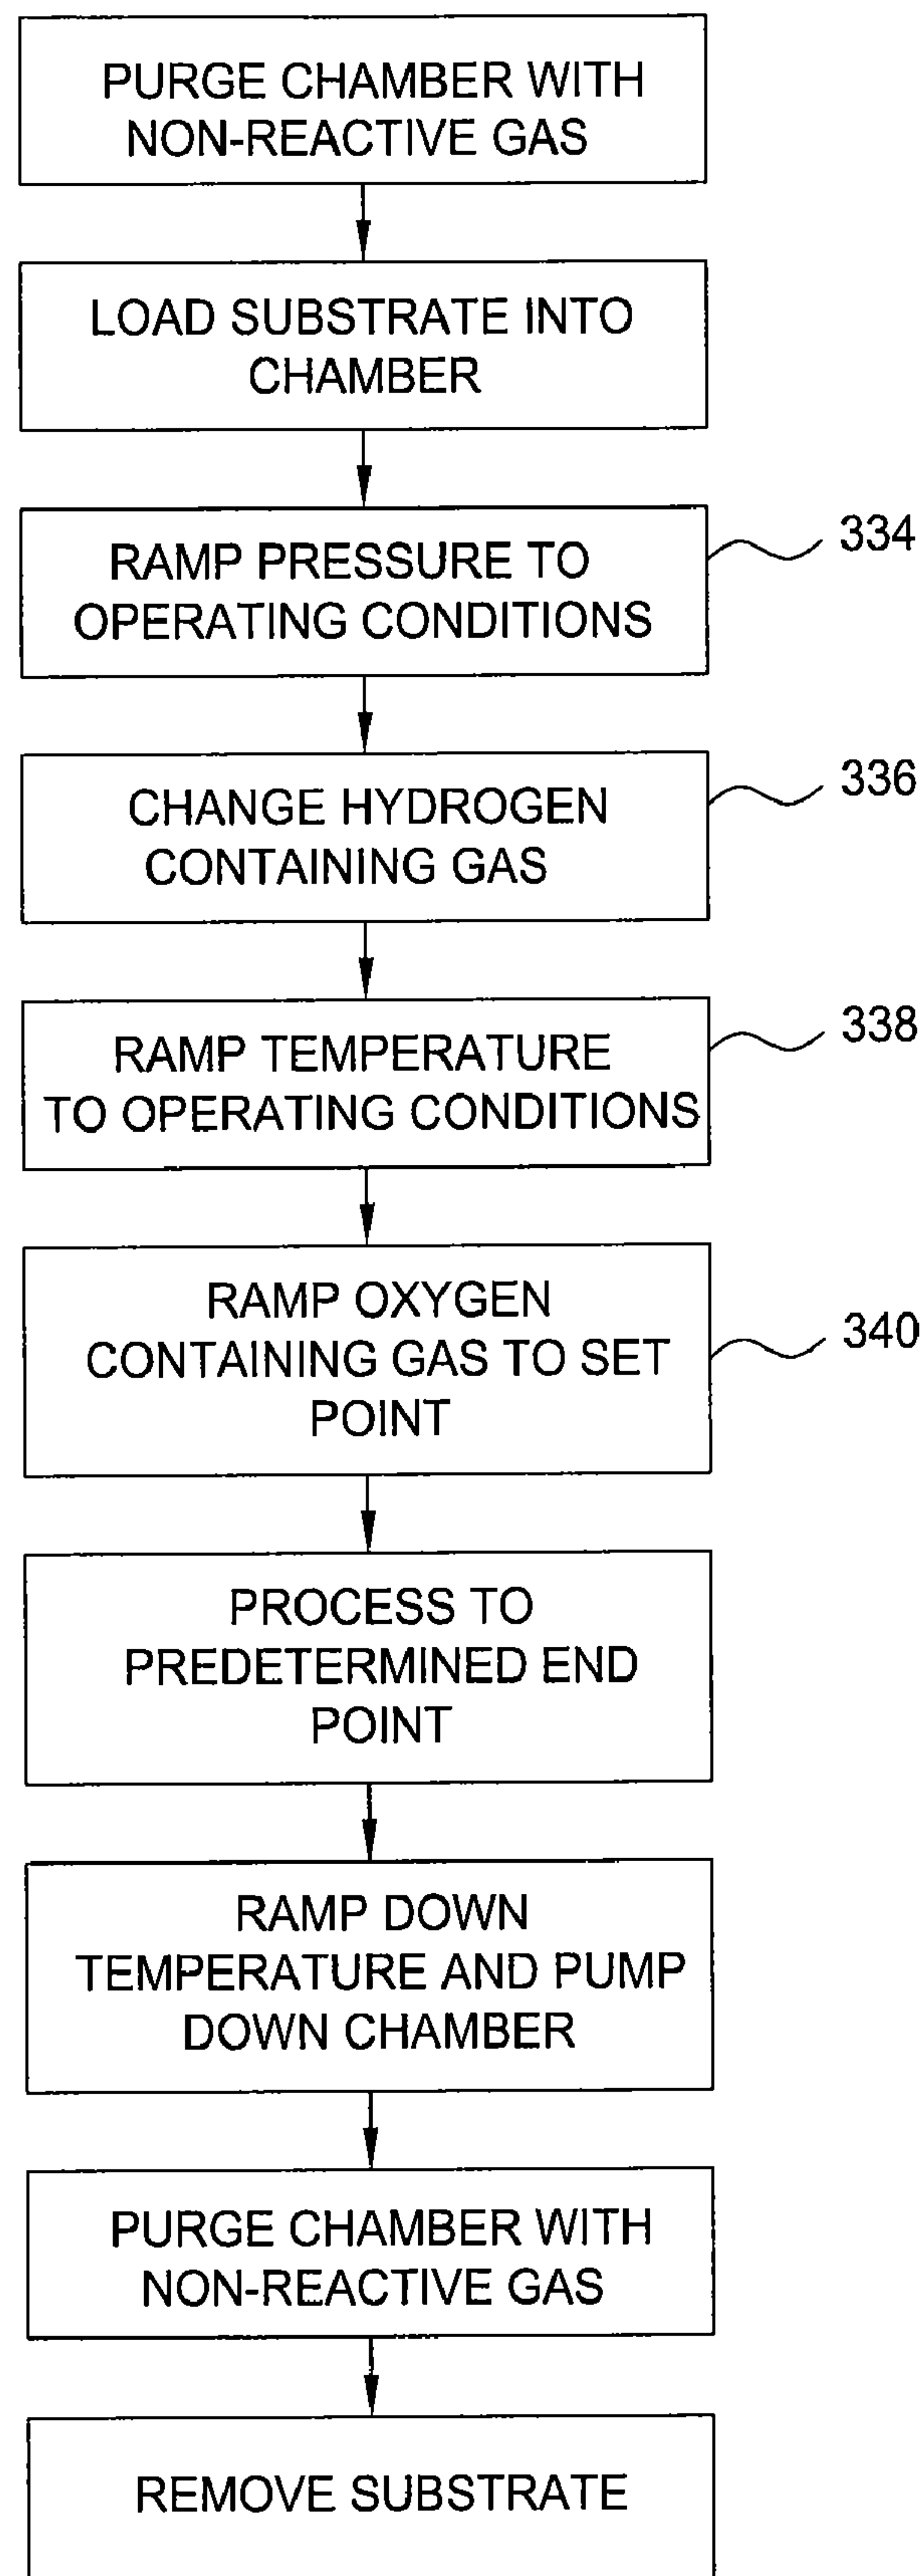 PURGE CHAMBER WITH
NON-REACTIVE GAS
LOAD SUBSTRATE INTO
CHAMBER
RAMP PRESSURE TO
OPERATING CONDITIONS
334
CHANGE HYDROGEN
CONTAINING GAS
336
RAMP TEMPERATURE
TO OPERATING CONDITIONS
338
RAMP OXYGEN
CONTAINING GAS TO SET
POINT
340
PROCESS TO
PREDETERMINED END
POINT
RAMP DOWN
TEMPERATURE AND PUMP
DOWN CHAMBER
PURGE CHAMBER WITH
NON-REACTIVE GAS
REMOVE SUBSTRATE